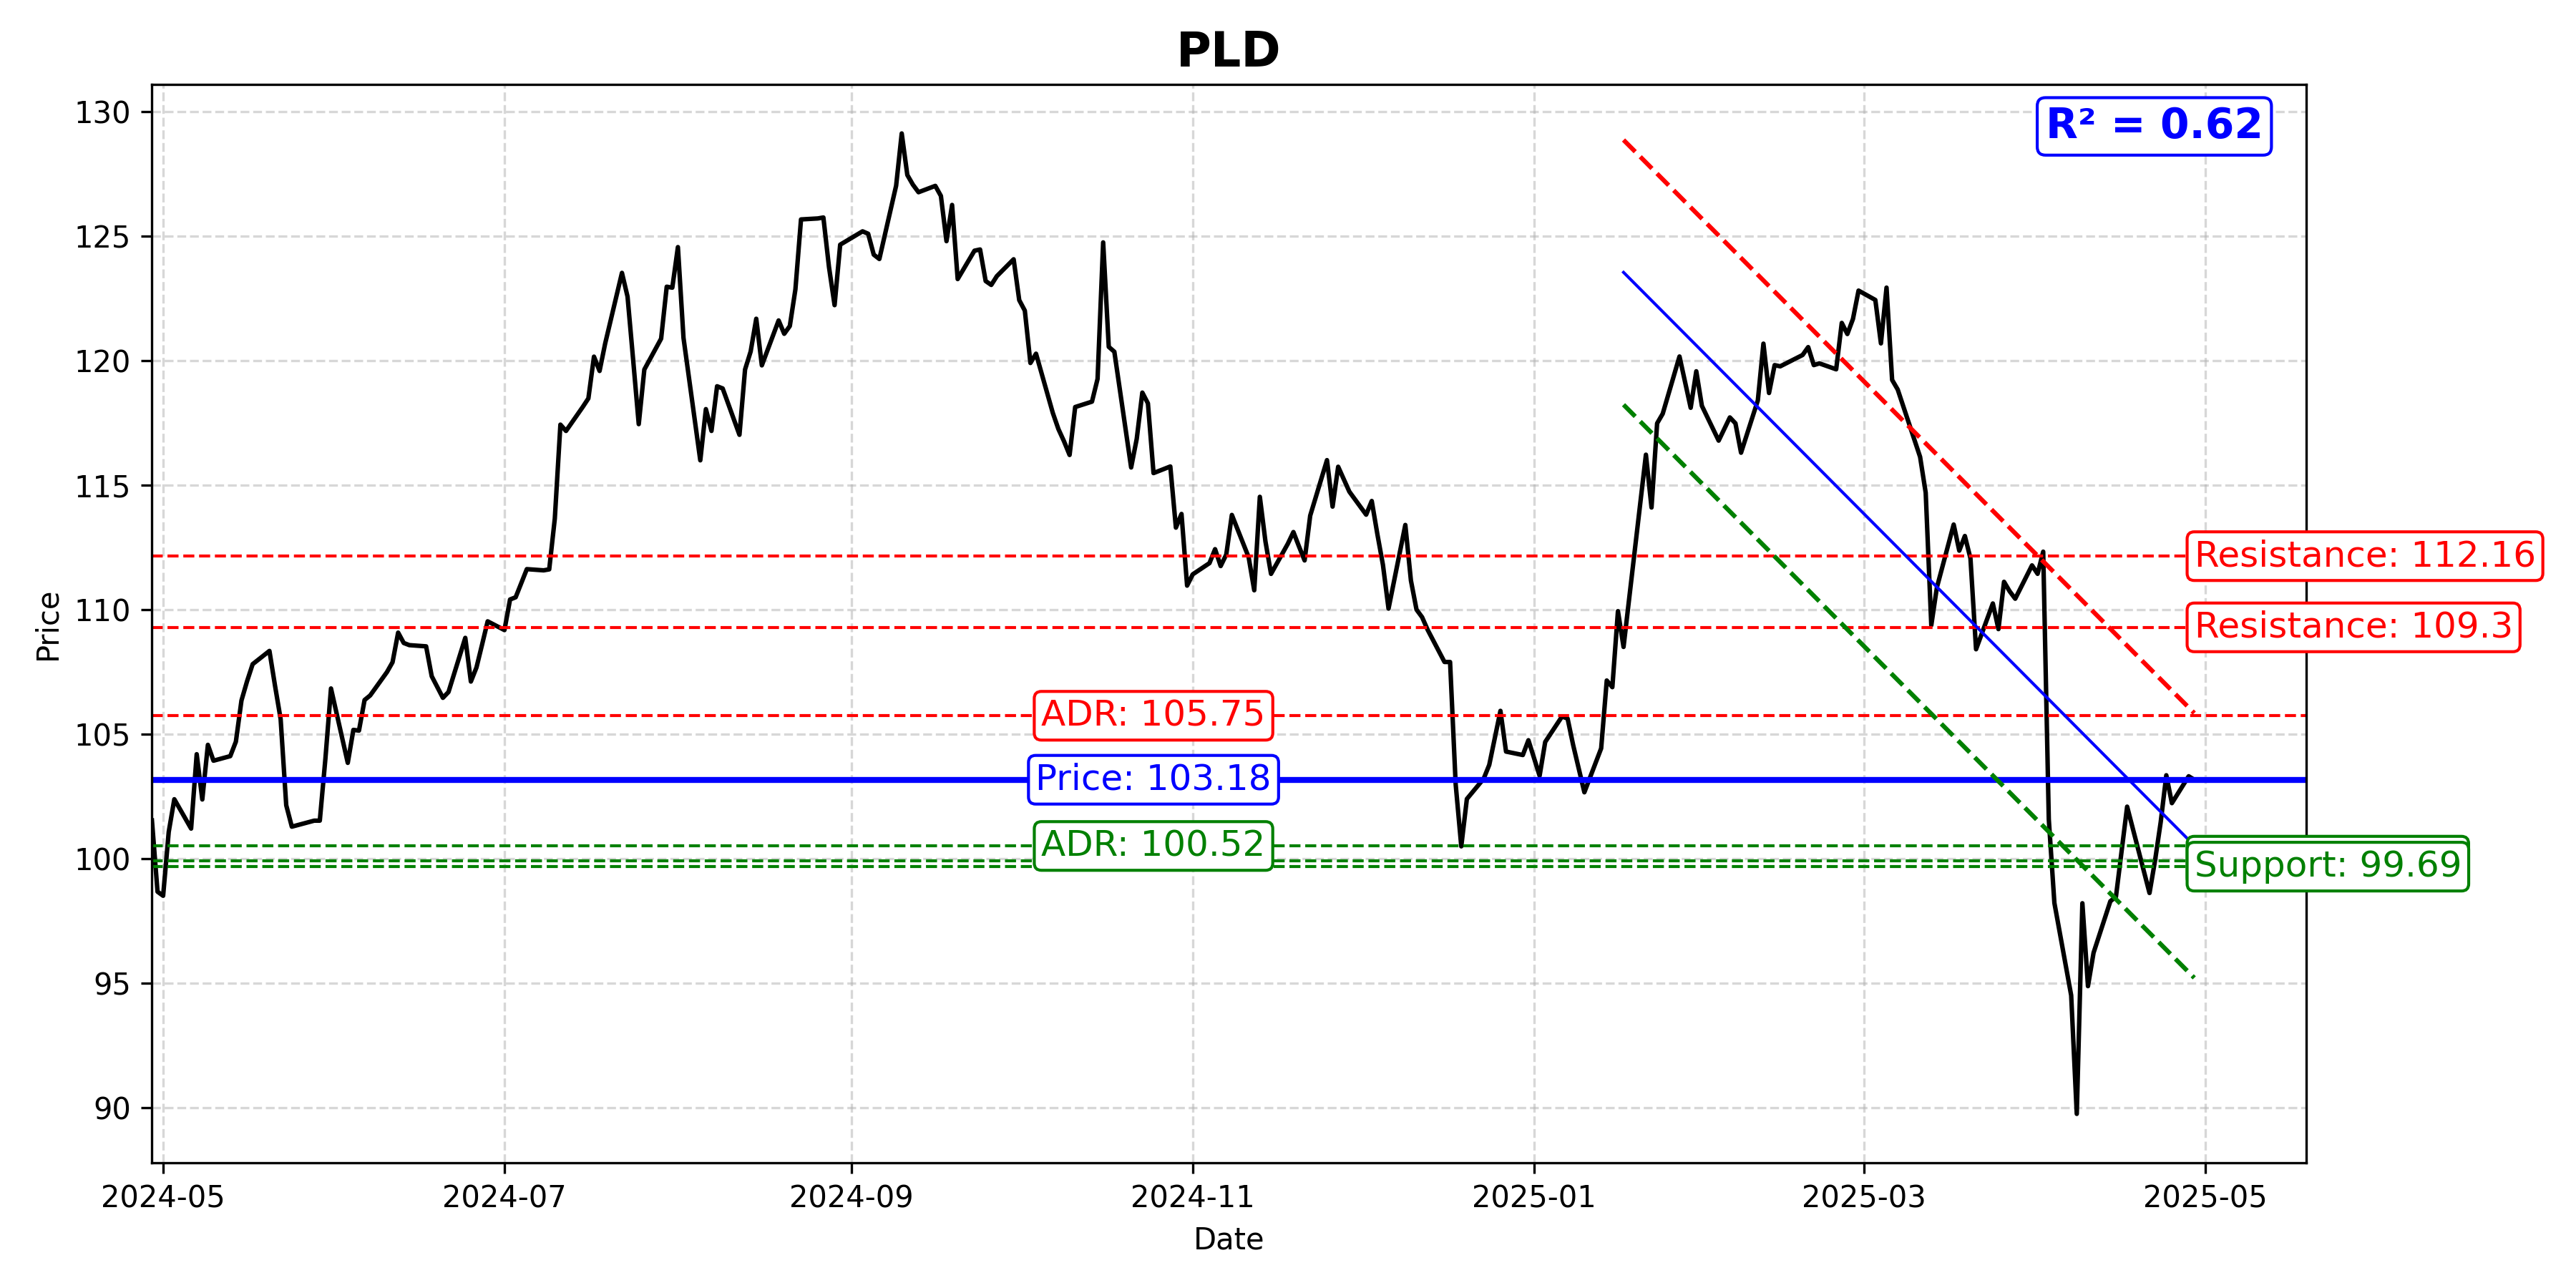 PLD
R² = 0.62
130
125
120
115
110
105
100
95
90
Price
Resistance: 112.16
Resistance: 109.3
ADR: 105.75
Price: 103.18
ADR: 100.52
Support: 99.69
2024-05
2024-07
2024-09
2024-11
2025-01
2025-03
2025-05
Date